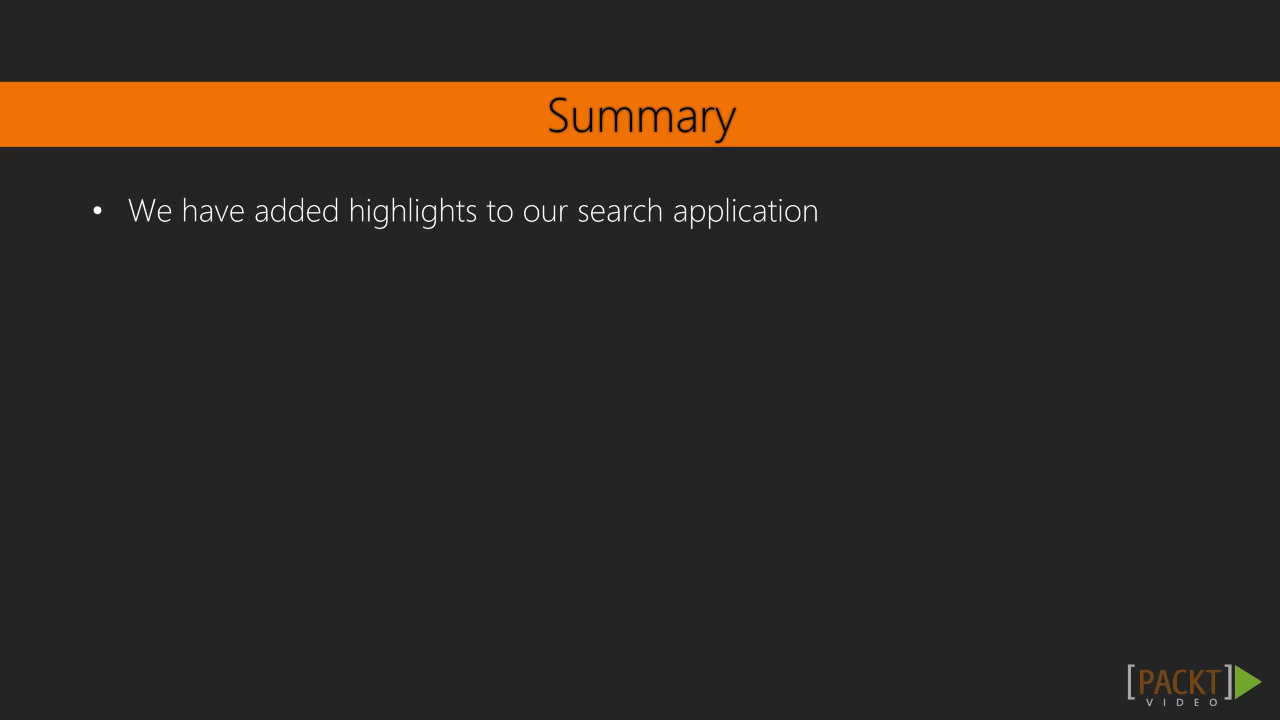 Summary
• We have added highlights to our search application
[PACKT]
VIDEO